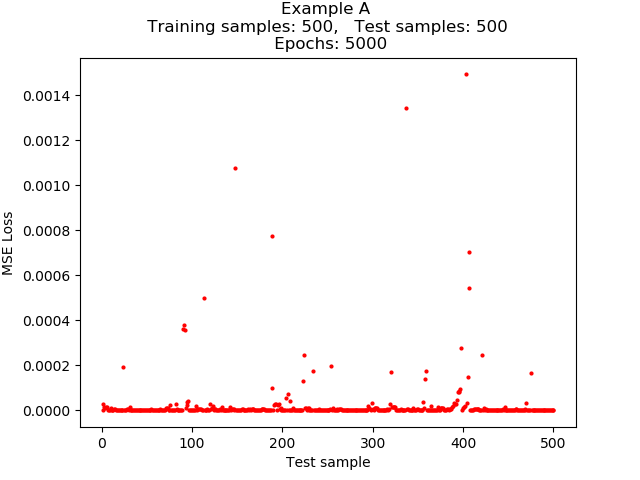 Example A
Training samples: 500,   Test samples: 500
Epochs: 5000
0.0014
0.0012
0.0010
0.0008
0.0006
0.0004
0.0002
0.0000
MSE Loss
0 100 200 300 400 500
Test sample